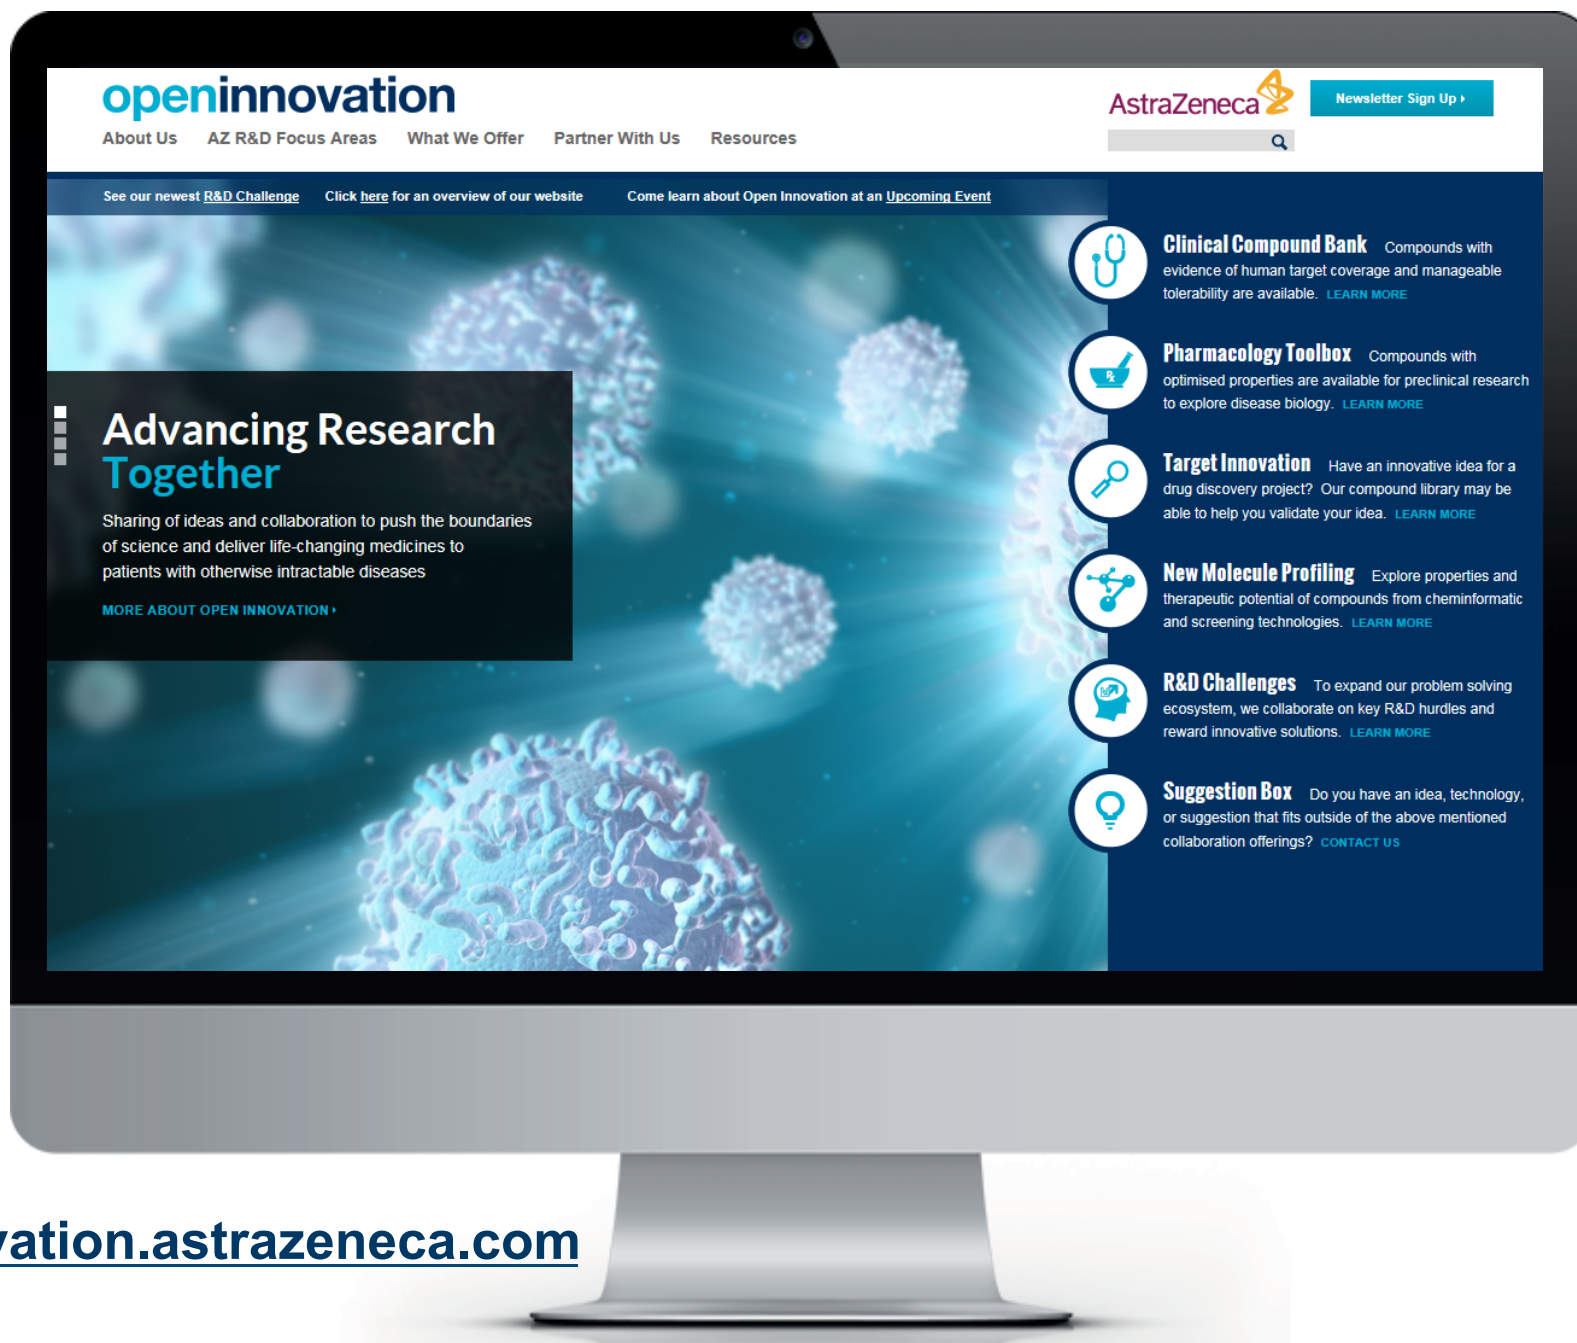 openinnovation
AstraZeneca
Newsletter Sign Up
About Us AZ R&D Focus Areas What We Offer Partner With Us Resources
See our newest R&D Challenge Click here for an overview of our website Come learn about Open Innovation at an Upcoming Event
Advancing Research
Together
Sharing of ideas and collaboration to push the boundaries
of science and deliver life-changing medicines to
patients with otherwise intractable diseases
MORE ABOUT OPEN INNOVATION
Clinical Compound Bank Compounds with
evidence of human target coverage and manageable
tolerability are available. LEARN MORE
Rx
Pharmacology Toolbox Compounds with
optimised properties are available for preclinical research
to explore disease biology. LEARN MORE
Target Innovation Have an innovative idea for a
drug discovery project? Our compound library may be
able to help you validate your idea. LEARN MORE
New Molecule Profiling Explore properties and
therapeutic potential of compounds from cheminformatic
and screening technologies. LEARN MORE
R&D Challenges To expand our problem solving
ecosystem, we collaborate on key R&D hurdles and
reward innovative solutions. LEARN MORE
Suggestion Box Do you have an idea, technology,
or suggestion that fits outside of the above mentioned
collaboration offerings? CONTACT US
vation.astrazeneca.com